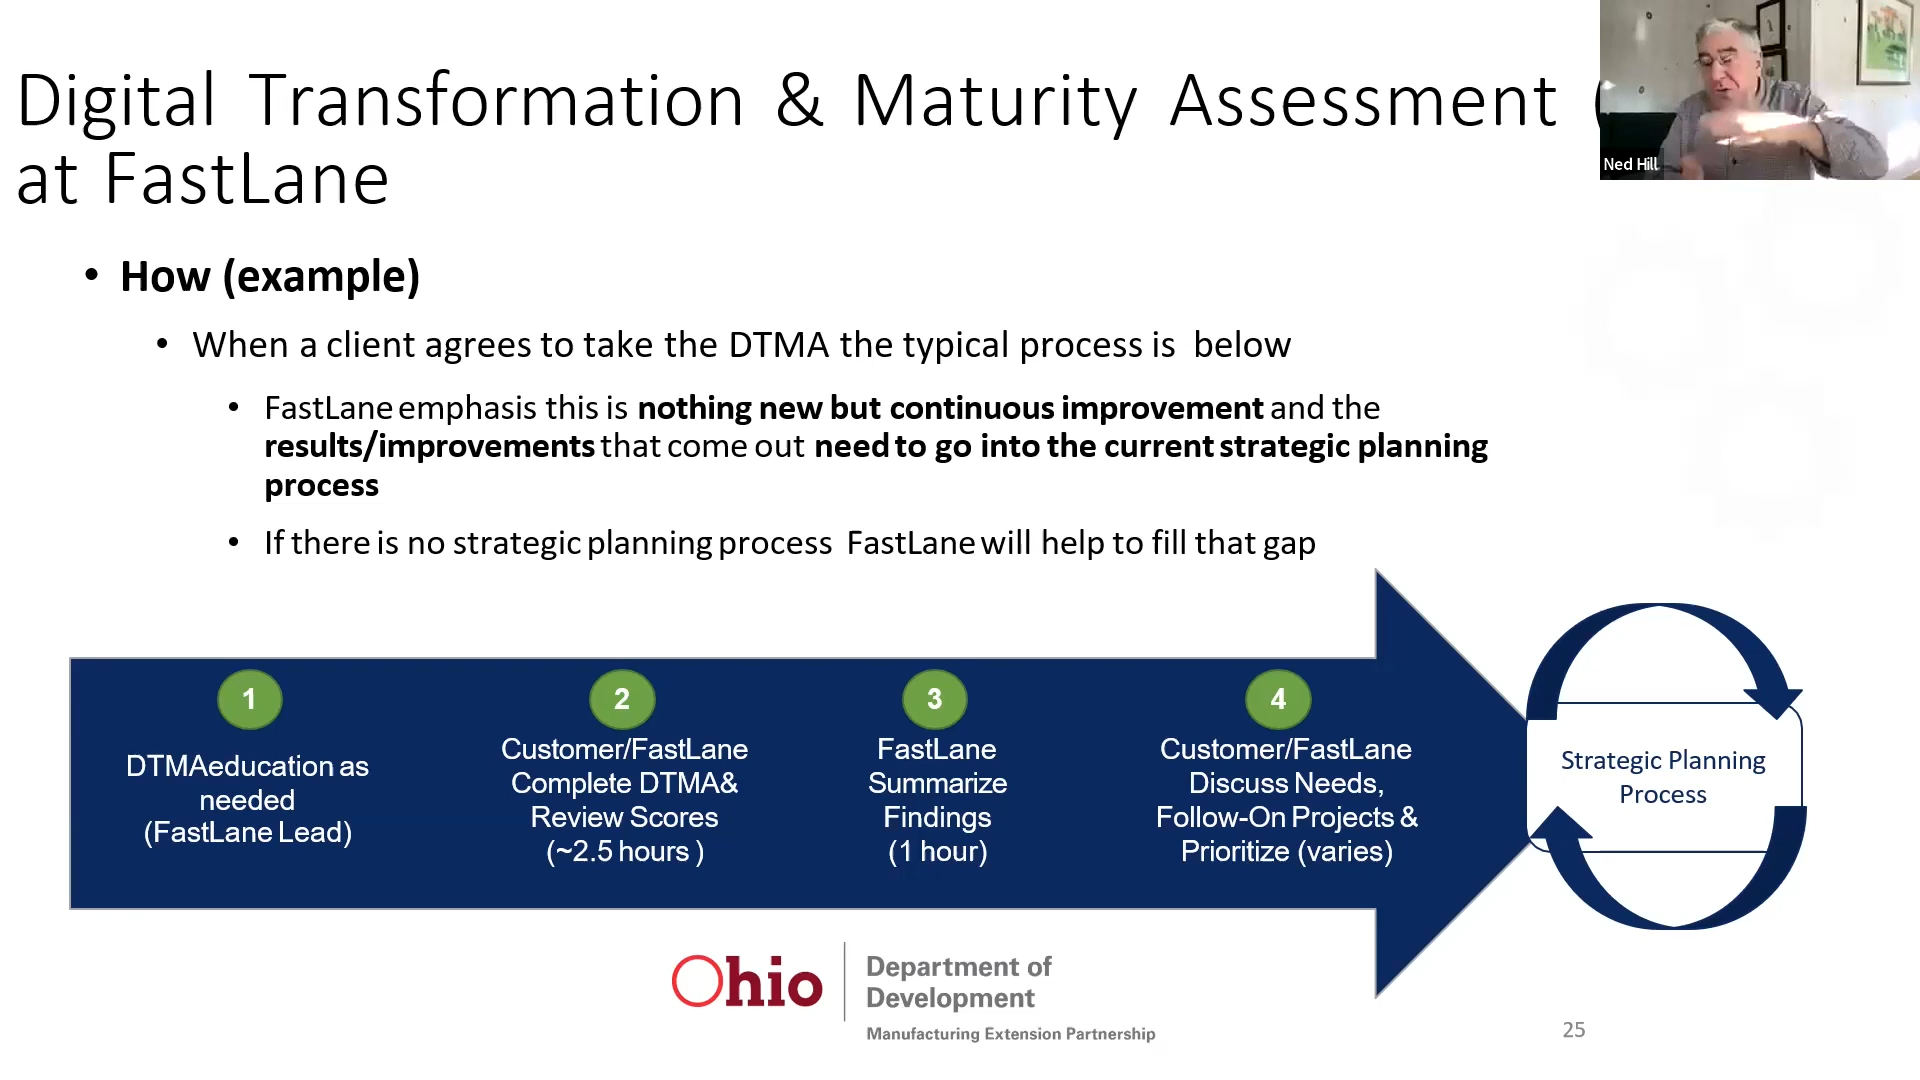 Digital Transformation & Maturity Assessment (
at FastLane
Ned Hill
• How (example)
• When a client agrees to take the DTMA the typical process is below
• FastLane emphasis this is nothing new but continuous improvement and the
results/improvements that come out need to go into the current strategic planning
process
• If there is no strategic planning process FastLane will help to fill that gap
1
DTMAeducation as
needed
(FastLane Lead)
2
Customer/FastLane
Complete DTMA&
Review Scores
(~2.5 hours )
3
FastLane
Summarize
Findings
(1 hour)
4
Customer/FastLane
Discuss Needs,
Follow-On Projects &
Prioritize (varies)
Strategic Planning
Process
Ohio
Department of
Development
Manufacturing Extension Partnership
25